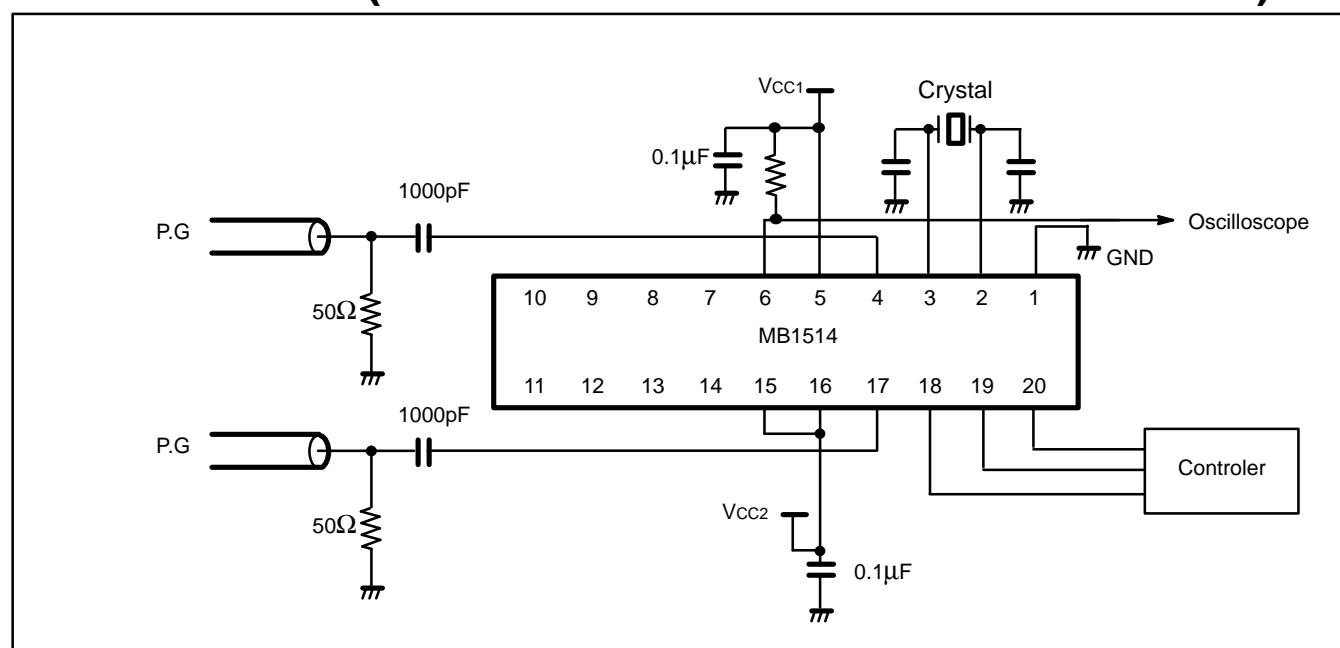 VCC1
Crystal
0.1µF
1000pF
P.G
Oscilloscope
GND
10 9 8 7 6 5 4 3 2 1
50Ω
MB1514
11 12 13 14 15 16 17 18 19 20
1000pF
P.G
Controler
VCC2
50Ω
0.1µF